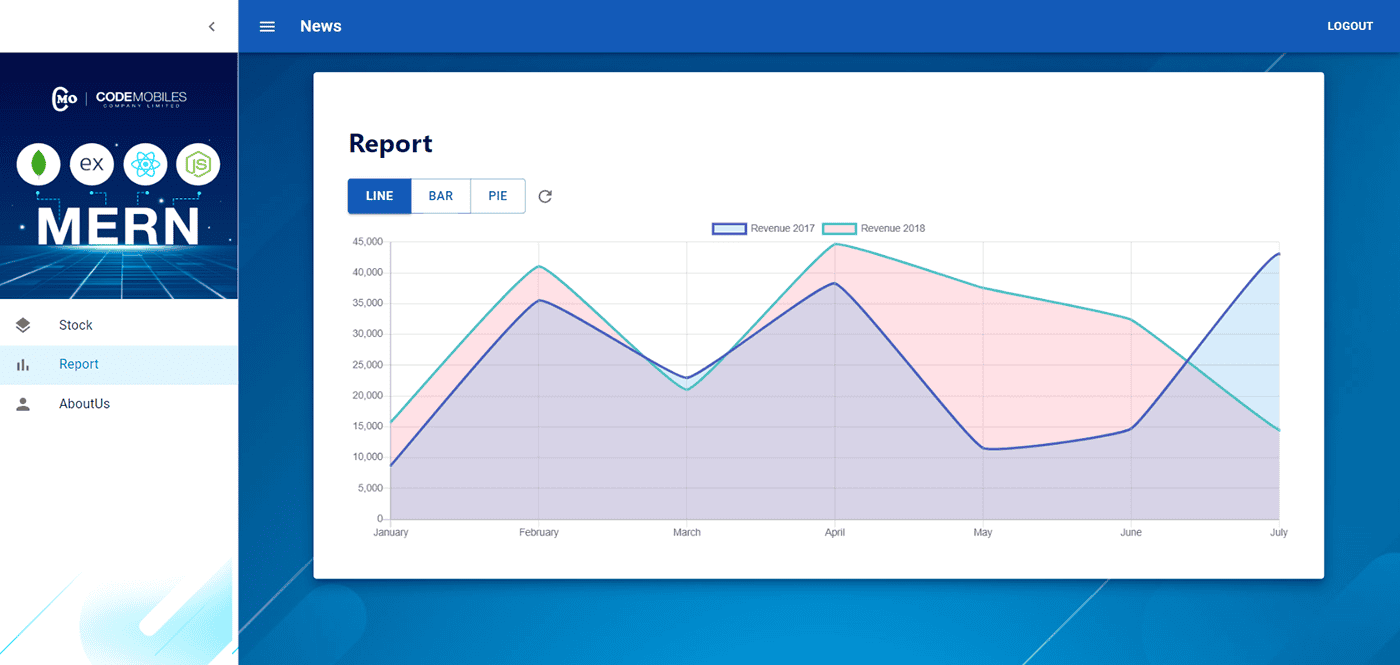 News
LOGOUT
CMO CODEMOBILES
COMPANY LIMITED
ex
JS
MERN
Stock
Report
AboutUs
Report
LINE BAR PIE
Revenue 2017 Revenue 2018
45,000
40,000
35,000
30,000
25,000
20,000
15,000
10,000
5,000
0
January February March April May June July